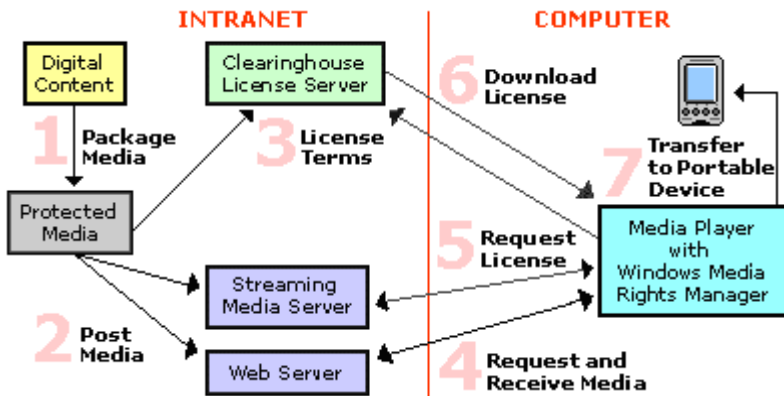 INTRANET
COMPUTER
Digital
Content
Clearinghouse
License Server
6 Download
License
1 Package
Media
3 License
Terms
7 Transfer
to Portable
Device
Protected
Media
5 Request
License
Media Player
with
Windows Media
Rights Manager
Streaming
Media Server
2 Post
Media
Web Server
4 Request and
Receive Media